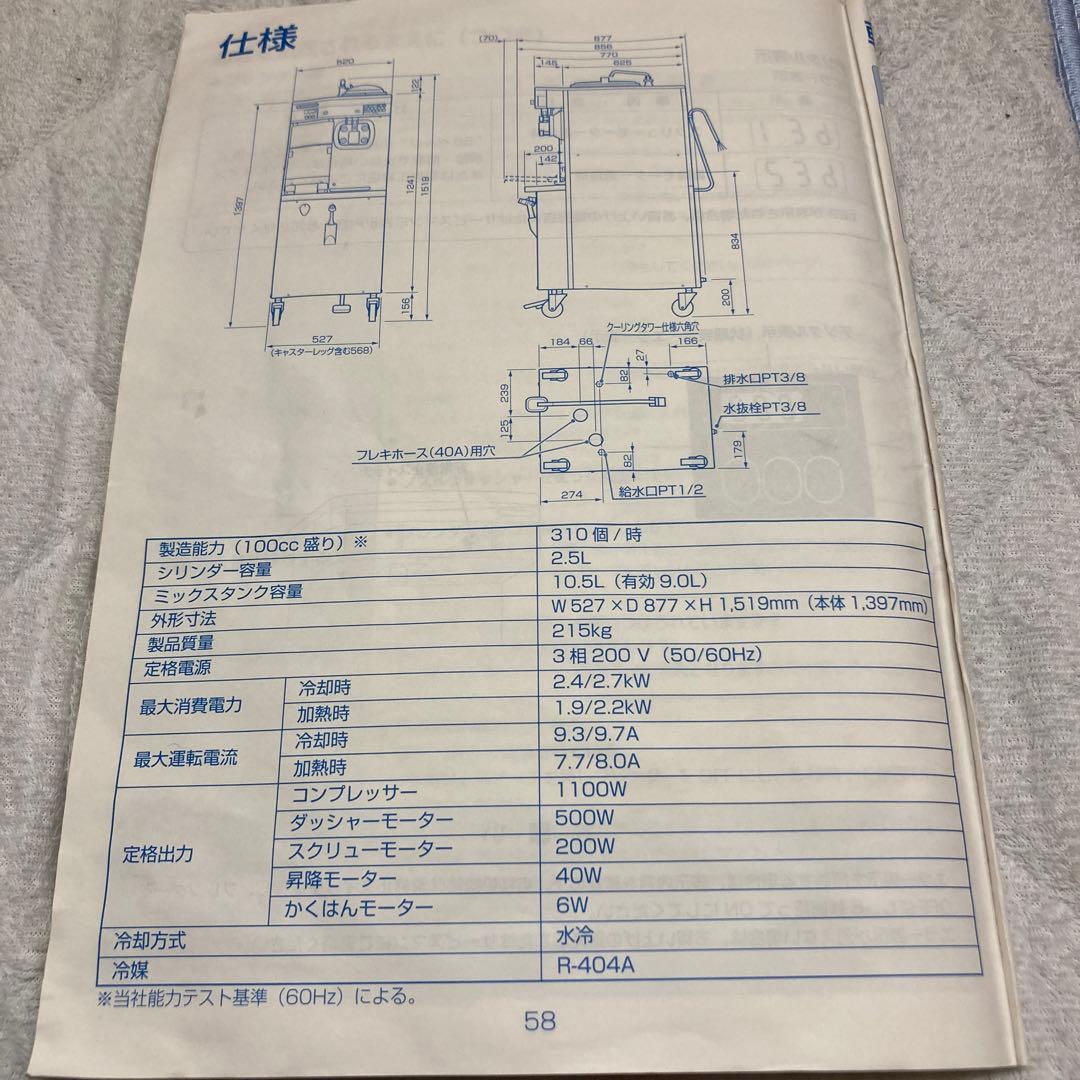 仕様
520
122
1397
1241
1519
156
527
(キャスターレッグ含む568)
(70)
877
856
770
145
625
200
142
834
200
クーリングタワー仕様六角穴
184
66
27
166
82
239
125
排水口PT3/8
水抜栓PT3/8
179
フレキホース(40A)用穴
82
274
給水口PT1/2
製造能力(100cc 盛り)※ 310個/時
シリンダー容量 2.5L
ミックスタンク容量 10.5L(有効 9.0L)
外形寸法 W 527×D 877×H 1,519mm(本体 1,397mm)
製品質量 215kg
定格電源 3相200 V(50/60Hz)
最大消費電力 冷却時 2.4/2.7kW
加熱時 1.9/2.2kW
最大運転電流 冷却時 9.3/9.7A
加熱時 7.7/8.0A
定格出力 コンプレッサー 1100W
ダッシャーモーター 500W
スクリューモーター 200W
昇降モーター 40W
かくはんモーター 6W
冷却方式 水冷
冷媒 R-404A
※当社能力テスト基準(60Hz)による。
58